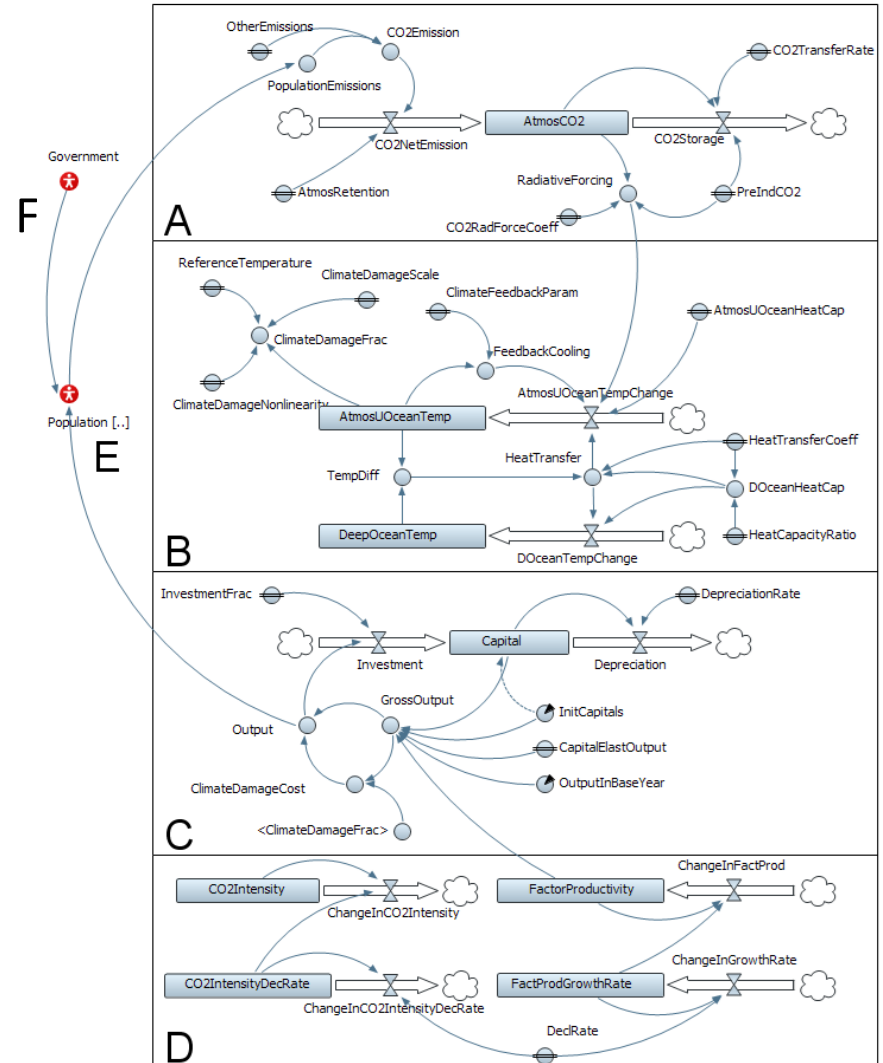 OtherEmissions
CO2Emission
CO2TransferRate
PopulationEmissions
AtmosCO2
CO2NetEmission
CO2Storage
Government
AtmosRetention
RadiativeForcing
PreIndCO2
F
A
CO2RadForceCoeff
ReferenceTemperature
ClimateDamageScale
ClimateFeedbackParam
AtmosUOceanHeatCap
ClimateDamageFrac
FeedbackCooling
AtmosUOceanTempChange
ClimateDamageNonlinearity
AtmosUOceanTemp
Population [..]
E
HeatTransferCoeff
HeatTransfer
TempDiff
DOceanHeatCap
DeepOceanTemp
HeatCapacityRatio
B
DOceanTempChange
InvestmentFrac
DepreciationRate
Capital
Investment
Depreciation
GrossOutput
InitCapitals
Output
CapitalElastOutput
ClimateDamageCost
OutputInBaseYear
C
<ClimateDamageFrac>
ChangeInFactProd
CO2Intensity
FactorProductivity
ChangeInCO2Intensity
ChangeInGrowthRate
CO2IntensityDecRate
FactProdGrowthRate
ChangeInCO2IntensityDecRate
DeclRate
D